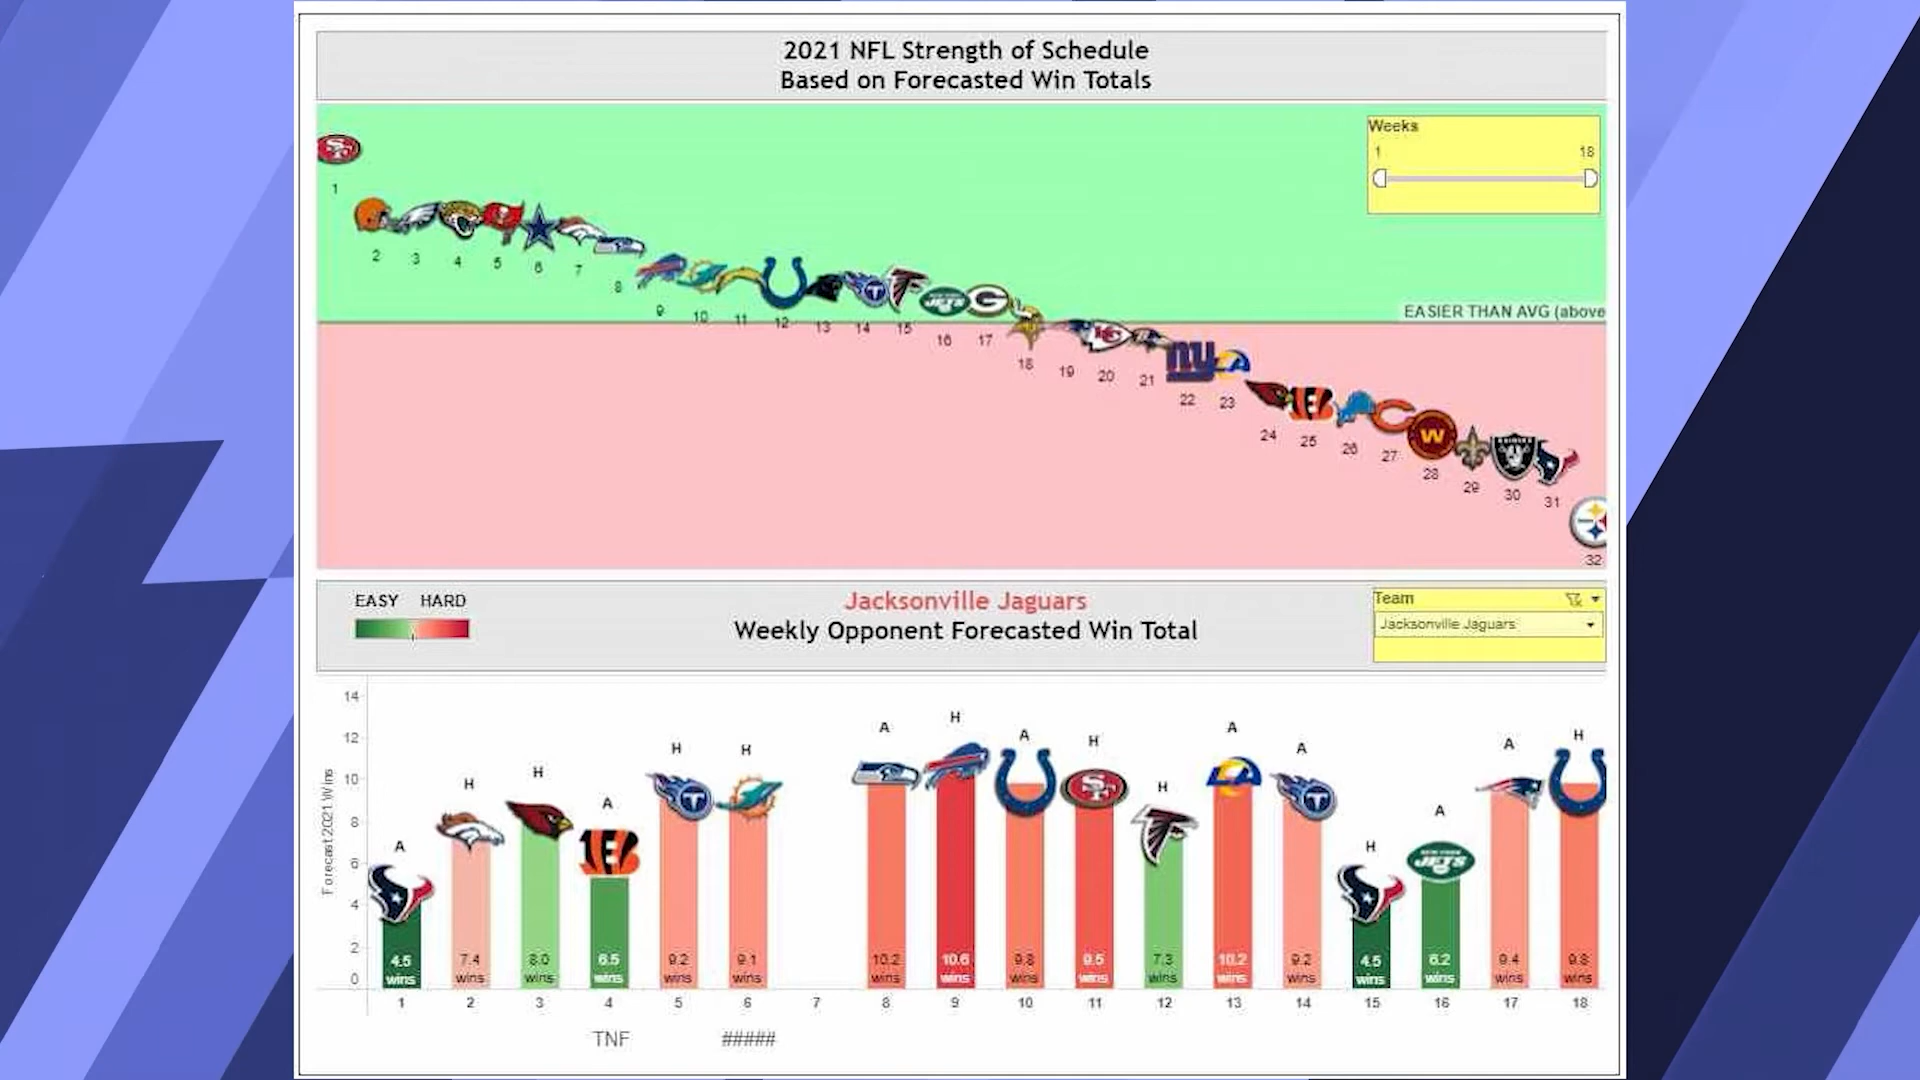 2021 NFL Strength of Schedule
Based on Forecasted Win Totals
Weeks
1 18
1
2 3 4 5 6 7
8
9 10 11 12 13 14 15
16 17
18 19 20 21
22 23
24 25 26 27
28 29 30 31
32
EASIER THAN AVG (above
EASY HARD
Jacksonville Jaguars
Weekly Opponent Forecasted Win Total
Team
Jacksonville Jaguars
Forecast 2021 Wins
14
12
10
8
6
4
2
0
A H H A H H A H A H H A A H A A H
JETS
4.5 7.4 8.0 6.5 9.2 9.1 10.2 10.6 9.8 9.5 7.3 10.2 9.2 4.5 6.2 9.4 9.8
wins wins wins wins wins wins wins wins wins wins wins wins wins wins wins wins wins
1 2 3 4 5 6 7 8 9 10 11 12 13 14 15 16 17 18
TNF #####